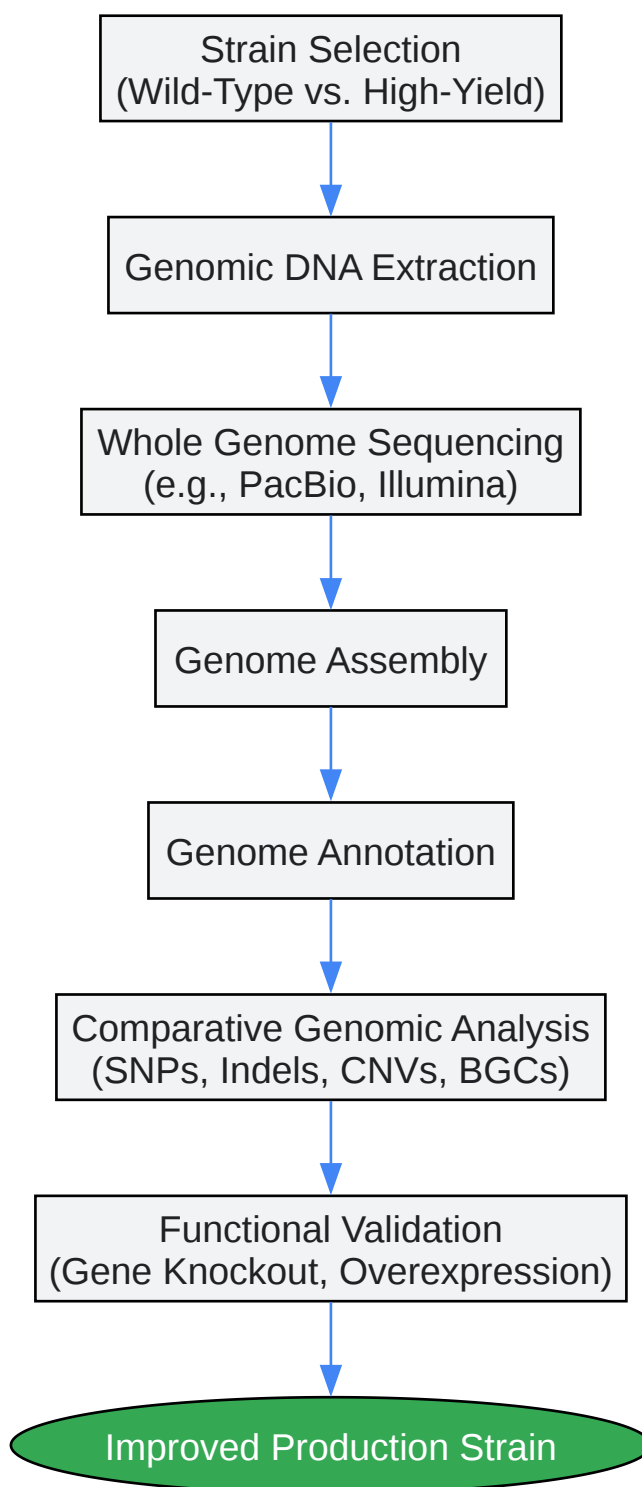 Strain Selection
(Wild-Type vs. High-Yield)
Genomic DNA Extraction
Whole Genome Sequencing
(e.g., PacBio, Illumina)
Genome Assembly
Genome Annotation
Comparative Genomic Analysis
(SNPs, Indels, CNVs, BGCs)
Functional Validation
(Gene Knockout, Overexpression)
Improved Production Strain